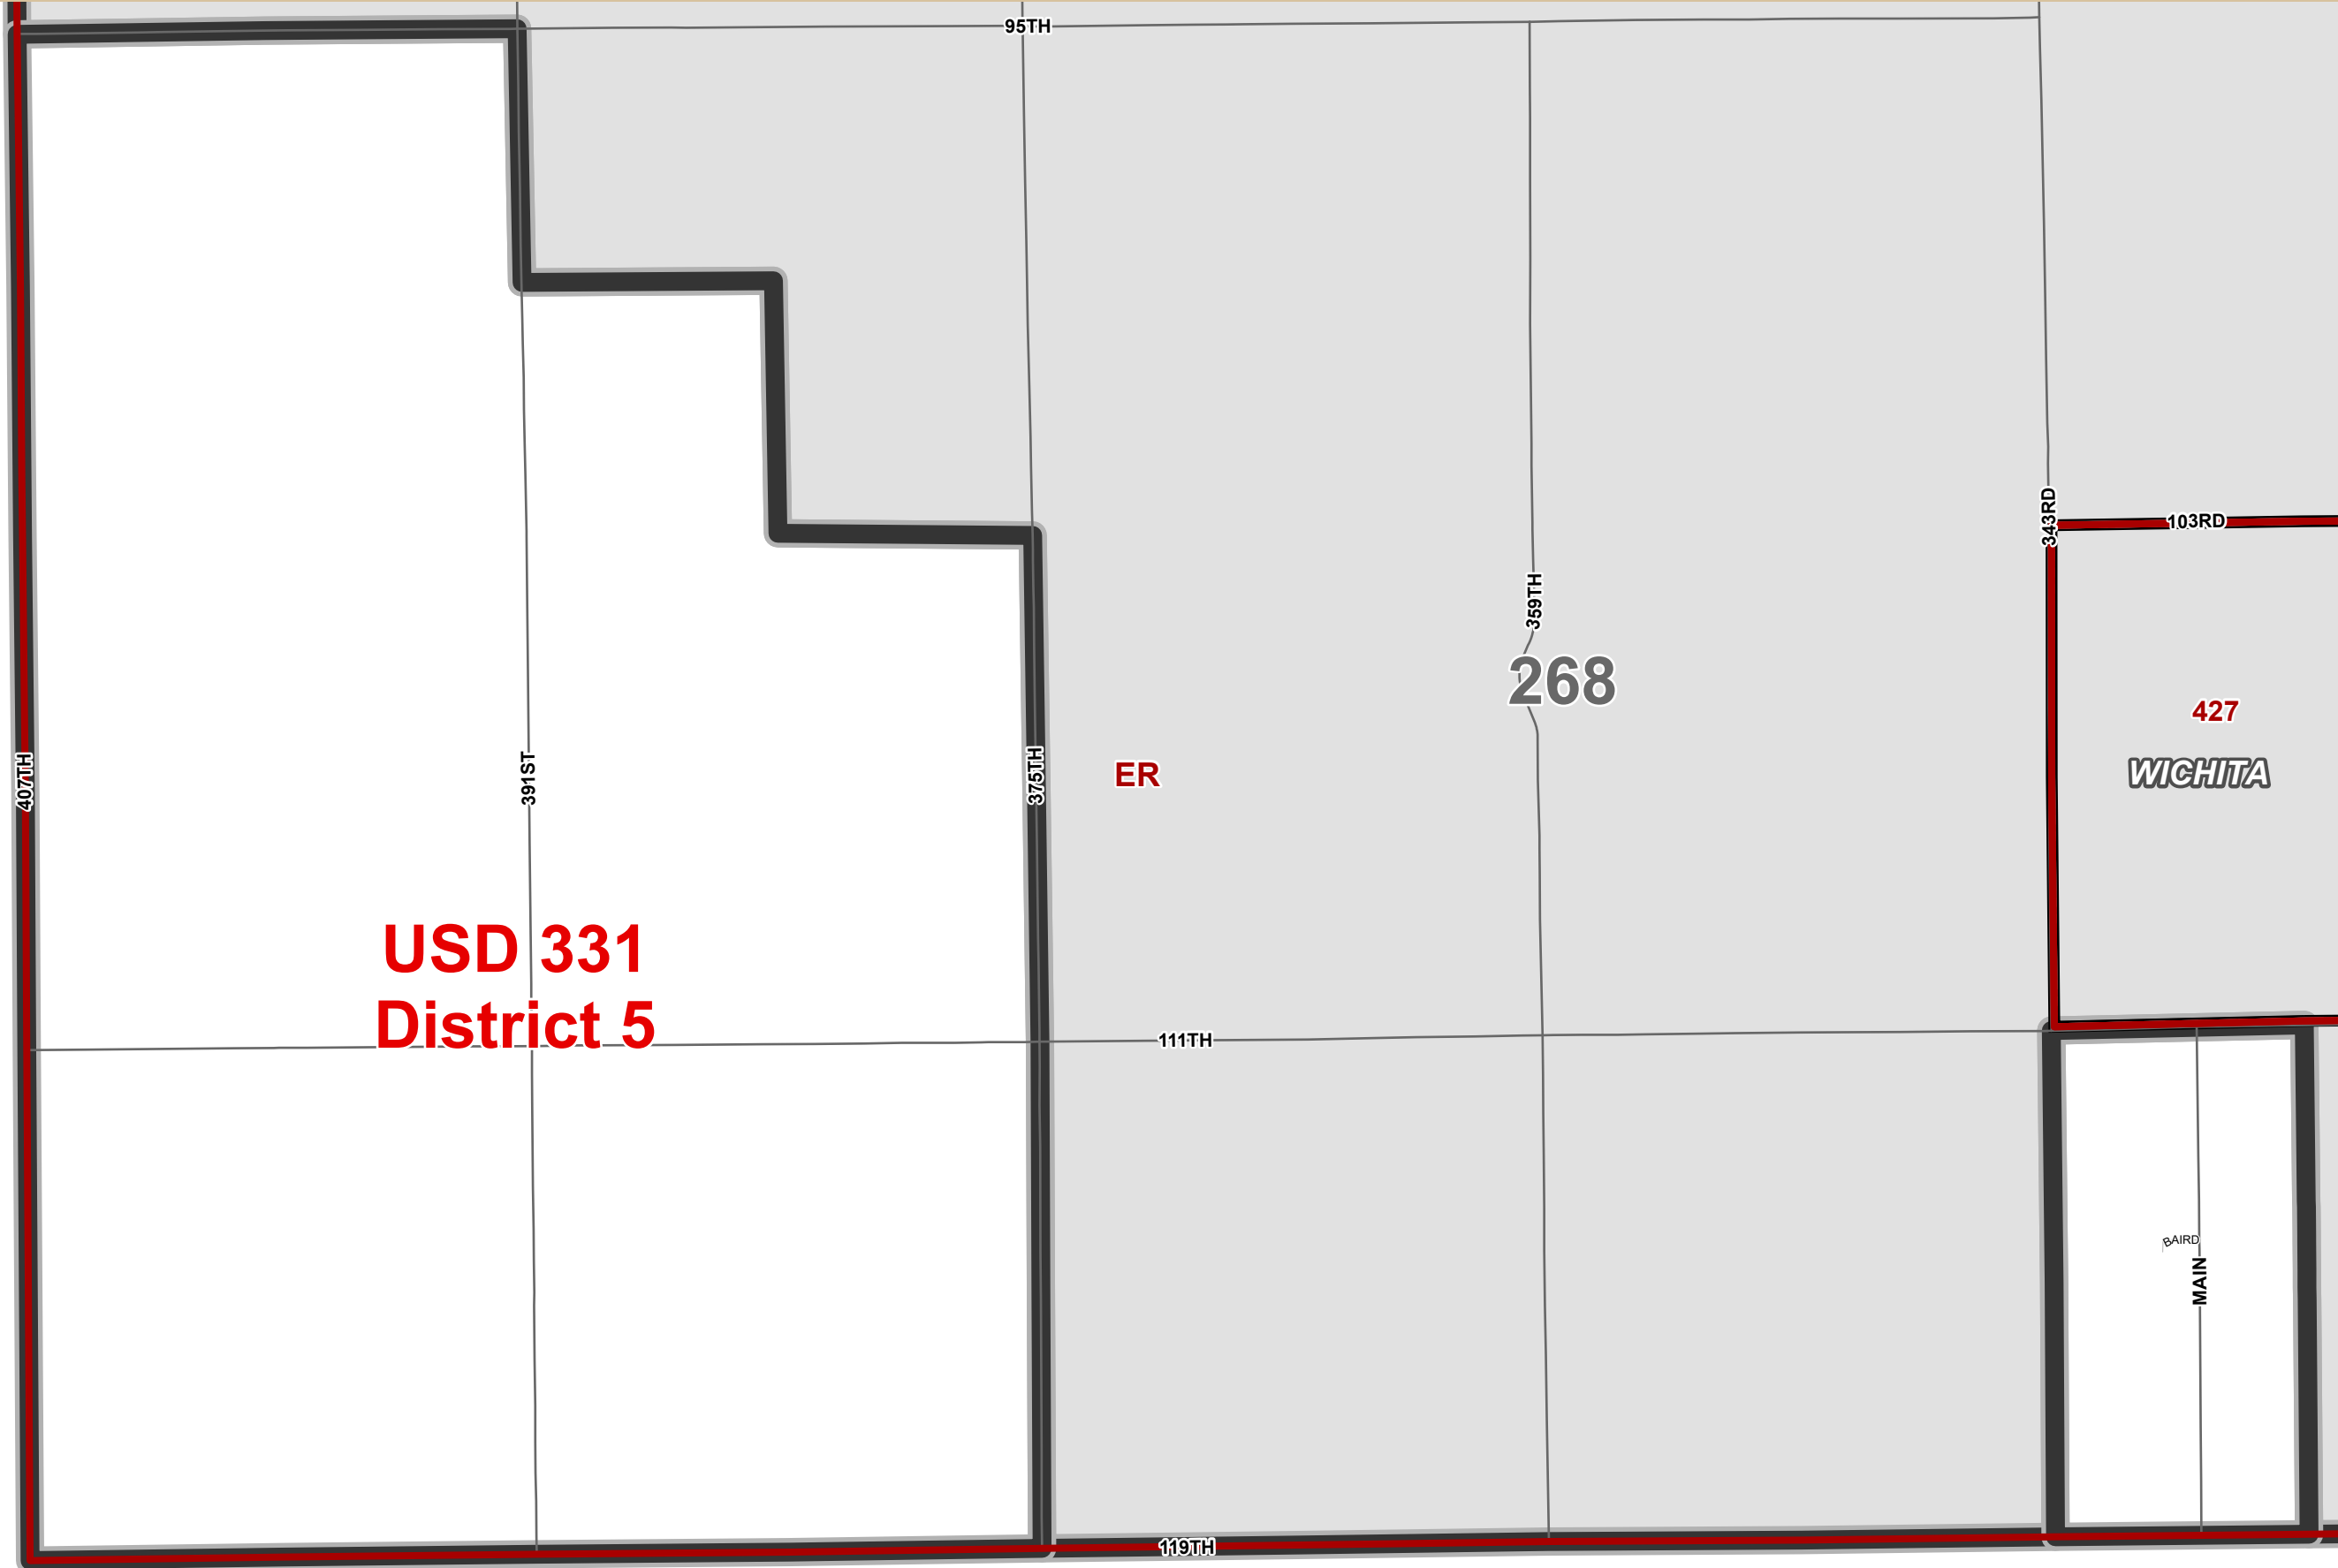 95TH
343RD
103RD
359TH
268
427
WICHITA
407TH
391ST
375TH
ER
USD 331
District 5
111TH
BAIRD
MAIN
119TH